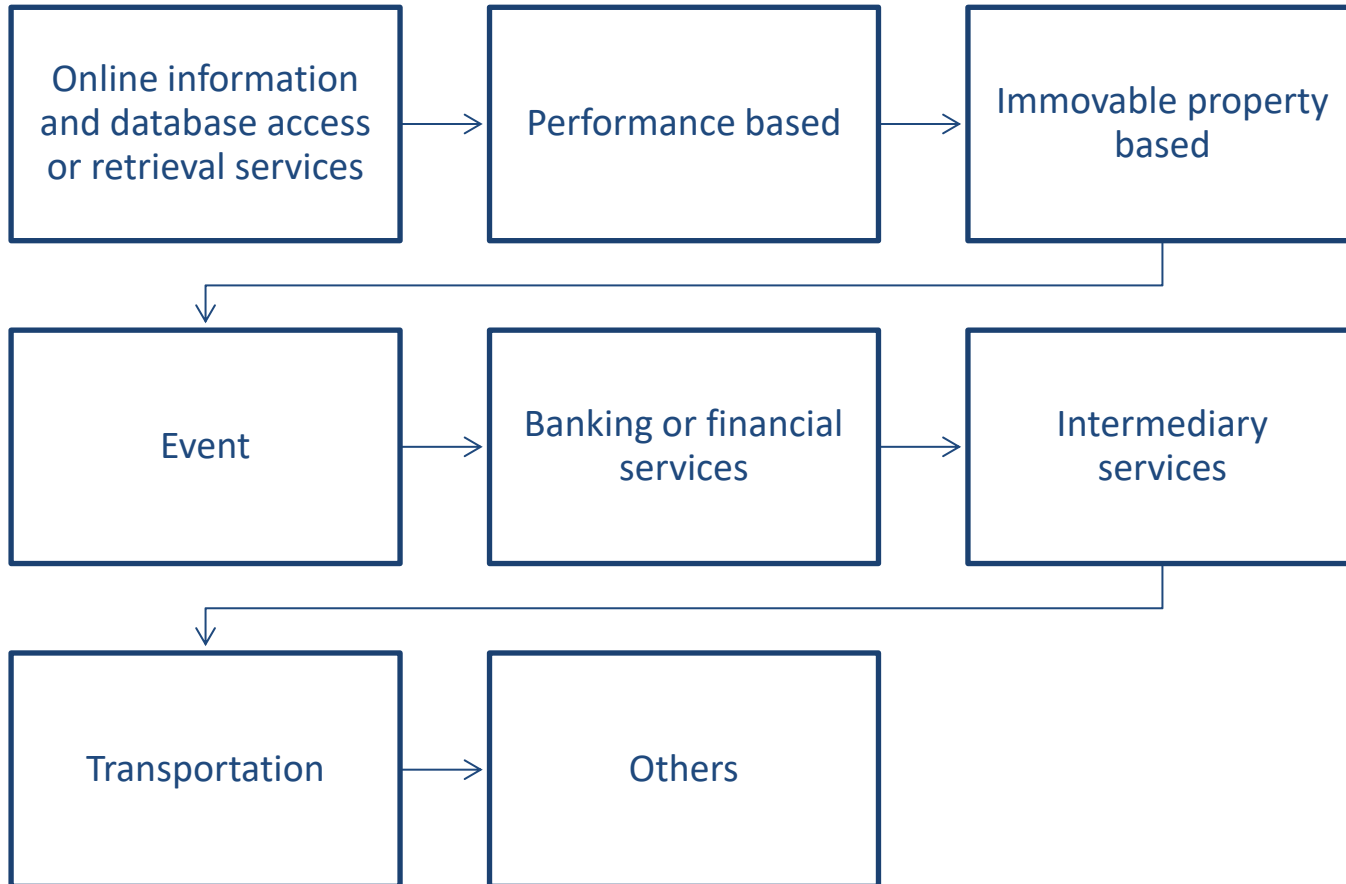 Online information
and database access
or retrieval services
Performance based
Immovable property
based
Event
Banking or financial
services
Intermediary
services
Transportation
Others